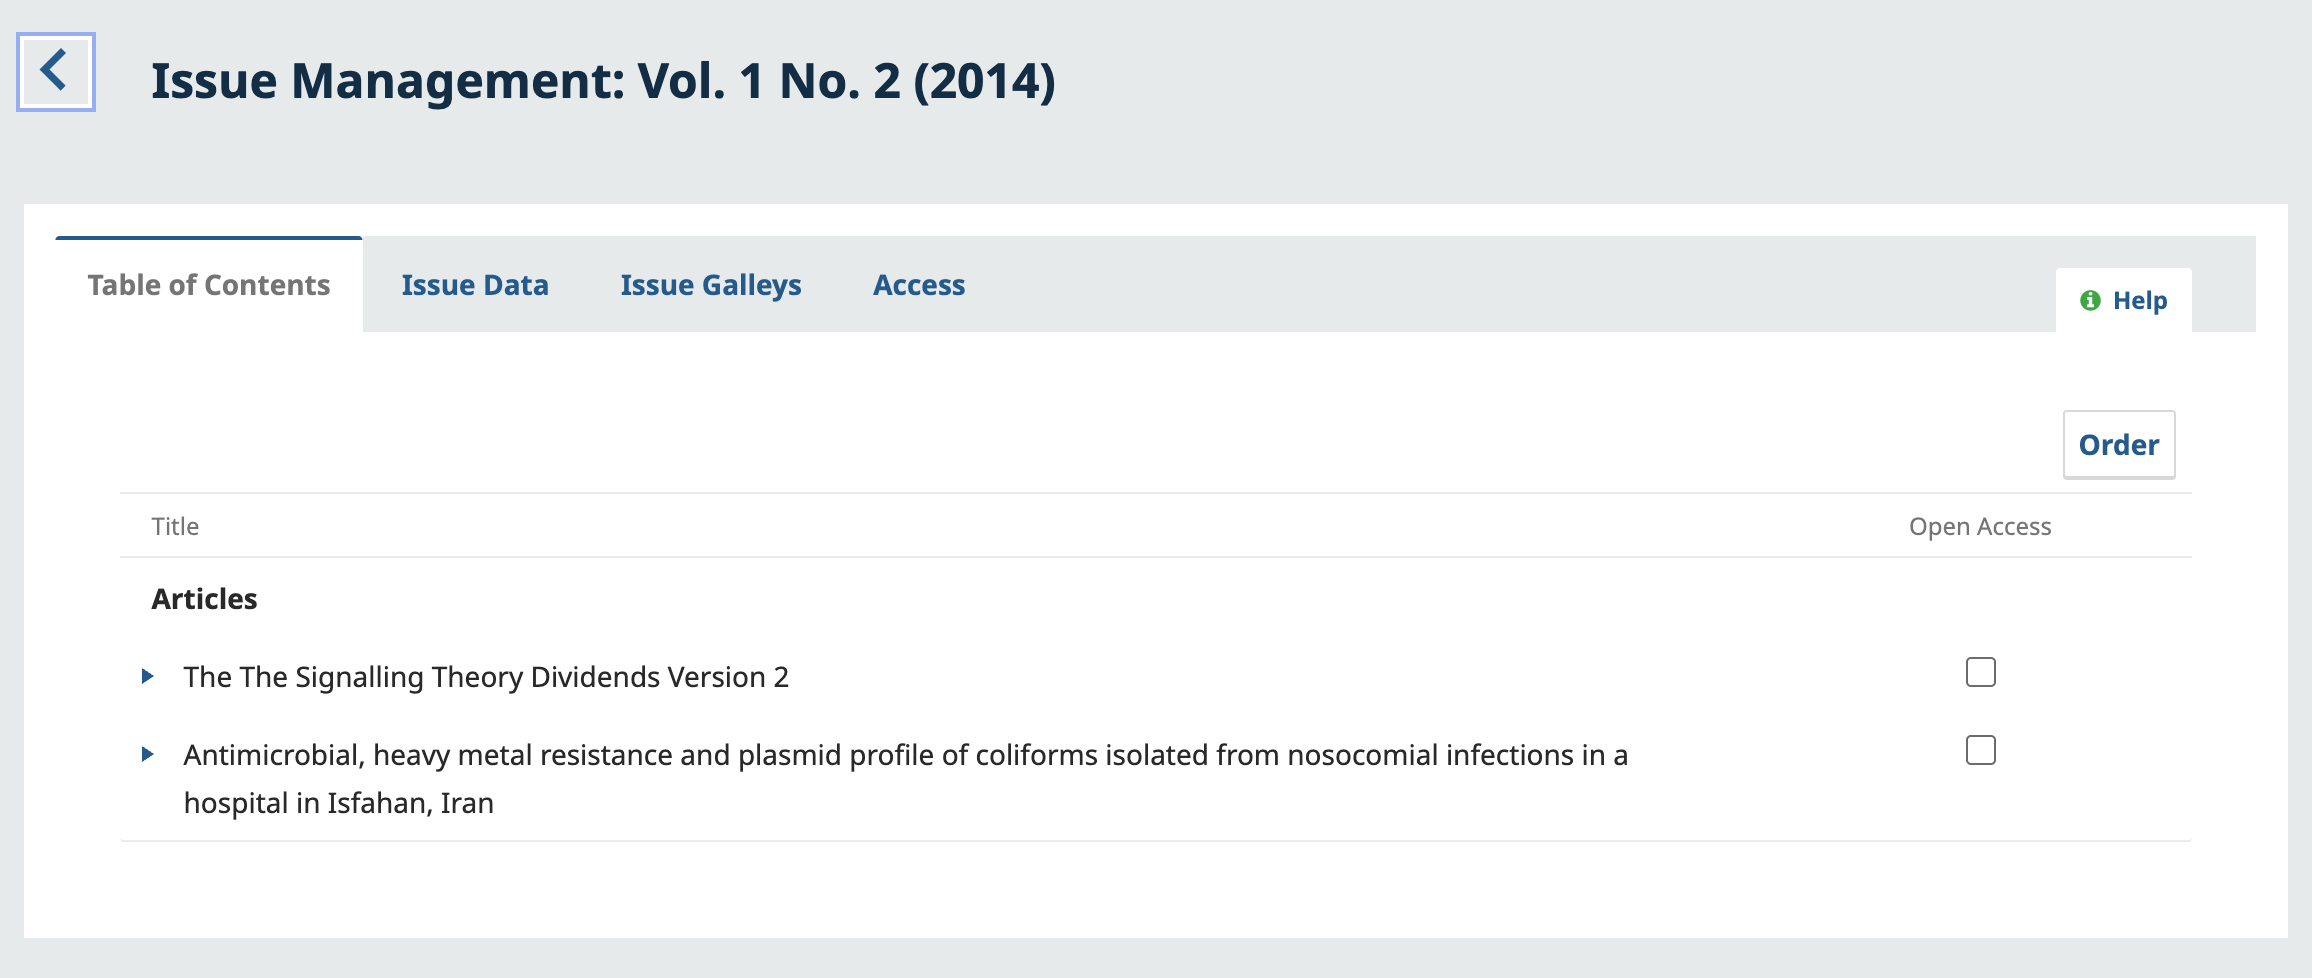 Issue Management: Vol. 1 No. 2 (2014)
Table of Contents
Issue Data
Issue Galleys
Access
Help
Order
Title
Open Access
Articles
The The Signalling Theory Dividends Version 2
Antimicrobial, heavy metal resistance and plasmid profile of coliforms isolated from nosocomial infections in a
hospital in Isfahan, Iran